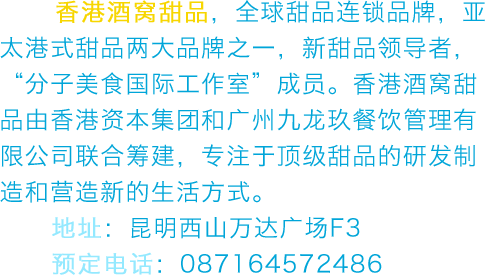 香港酒窝甜品，全球甜品连锁品牌，亚
太港式甜品两大品牌之一，新甜品领导者，
“分子美食国际工作室”成员。香港酒窝甜
品由香港资本集团和广州九龙玖餐饮管理有
限公司联合筹建，专注于顶级甜品的研发制
造和营造新的生活方式。
地址：昆明西山万达广场F3
预定电话：087164572486